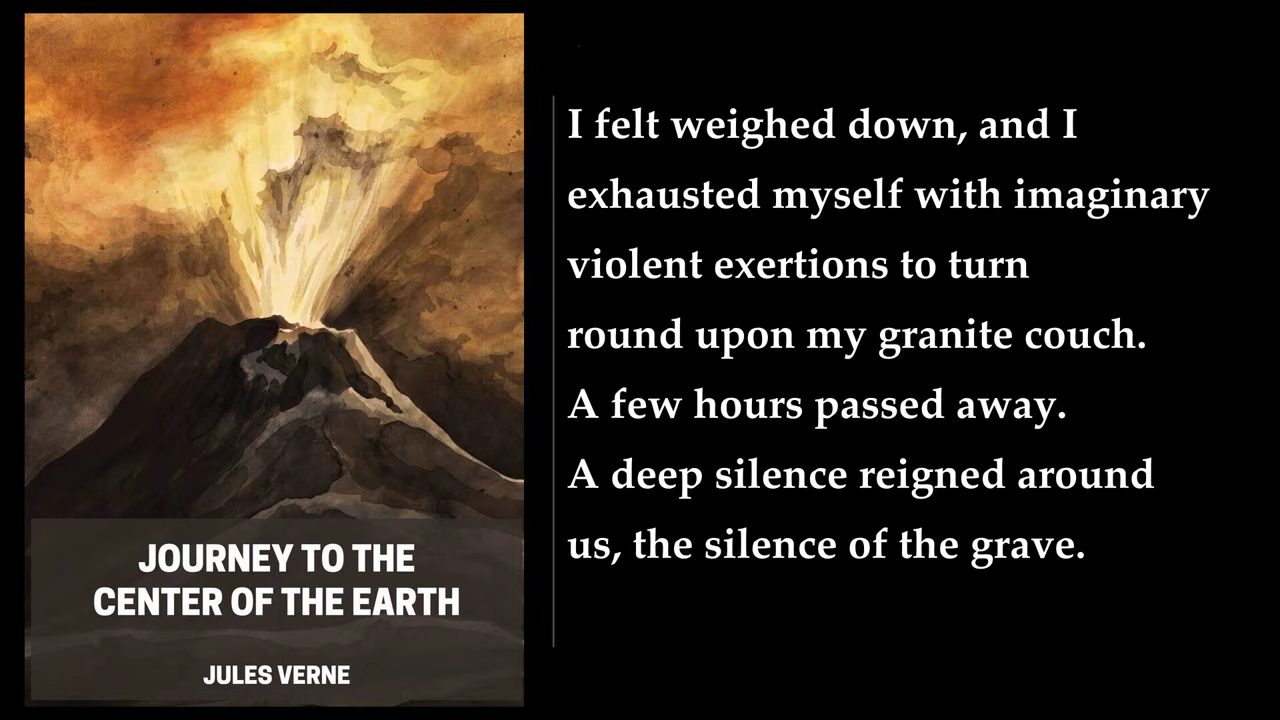 JOURNEY TO THE
CENTER OF THE EARTH
JULES VERNE
I felt weighed down, and I
exhausted myself with imaginary
violent exertions to turn
round upon my granite couch.
A few hours passed away.
A deep silence reigned around
us, the silence of the grave.